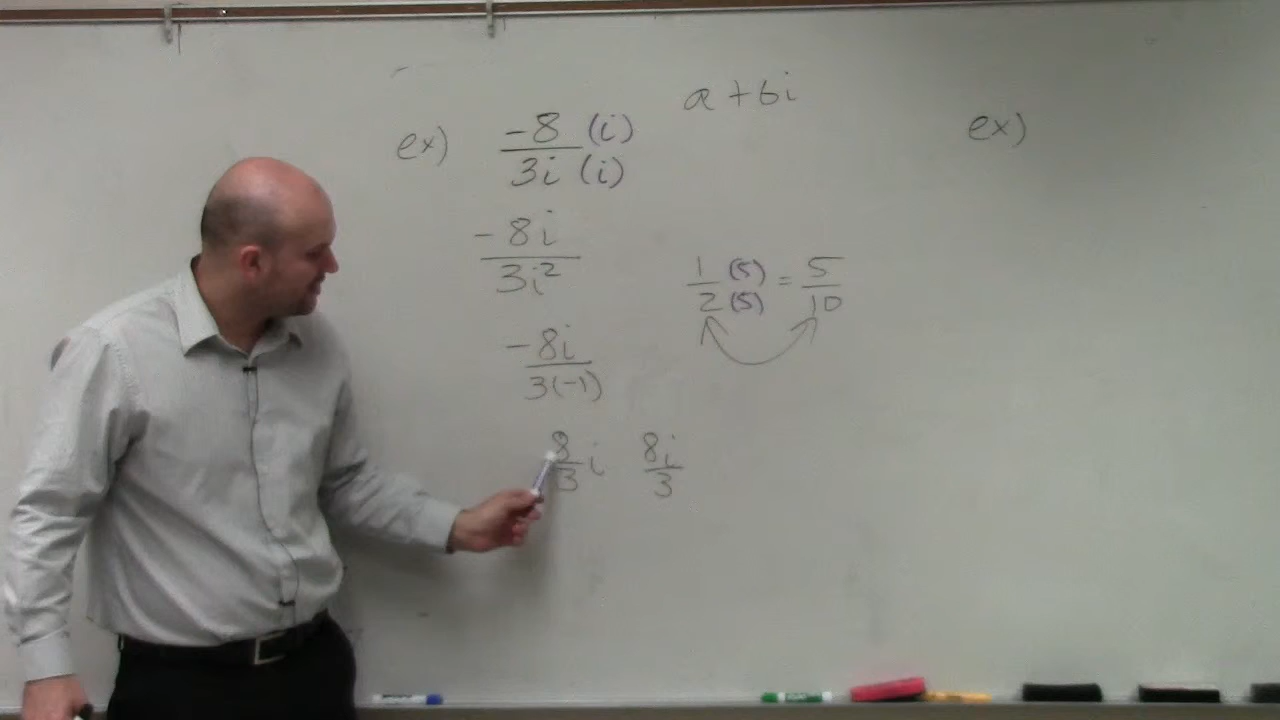 a + bi
ex) -8 (i) / 3i (i)
ex)
-8i / 3i²
1 (5) / 2 (5) = 5 / 10
-8i / 3(-1)
8/3 i 8i/3